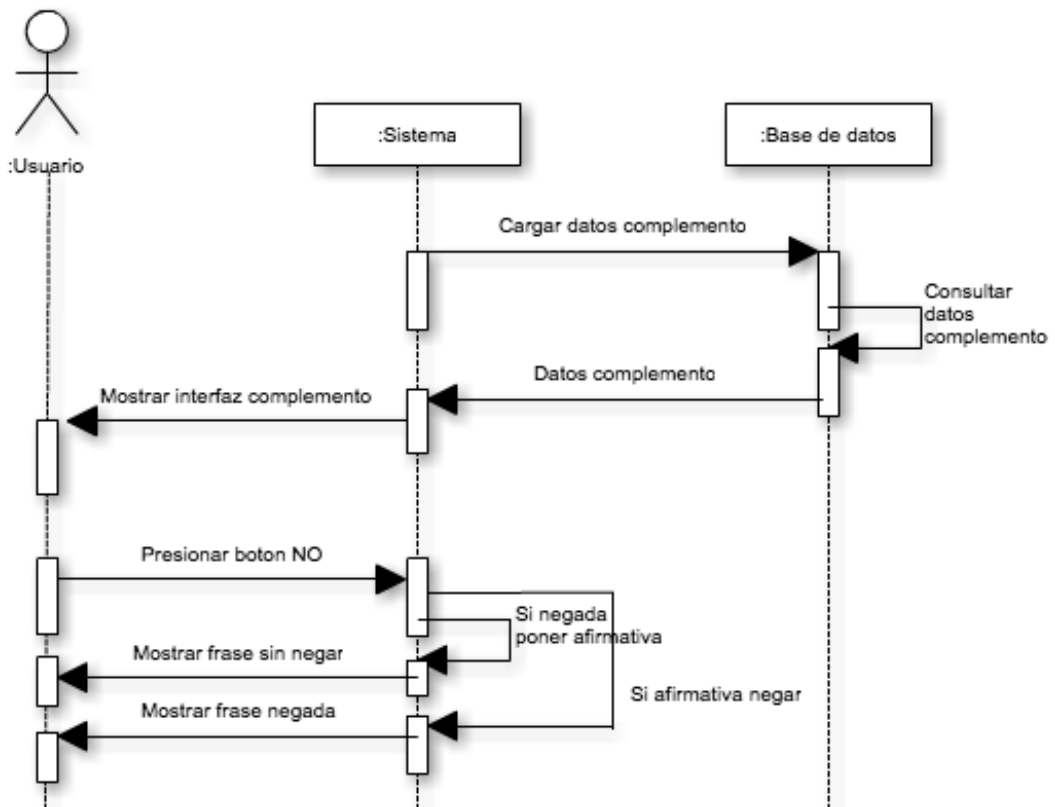 :Usuario
:Sistema
:Base de datos
Cargar datos complemento
Consultar
datos
complemento
Datos complemento
Mostrar interfaz complemento
Presionar boton NO
Si negada
poner afirmativa
Mostrar frase sin negar
Si afirmativa negar
Mostrar frase negada